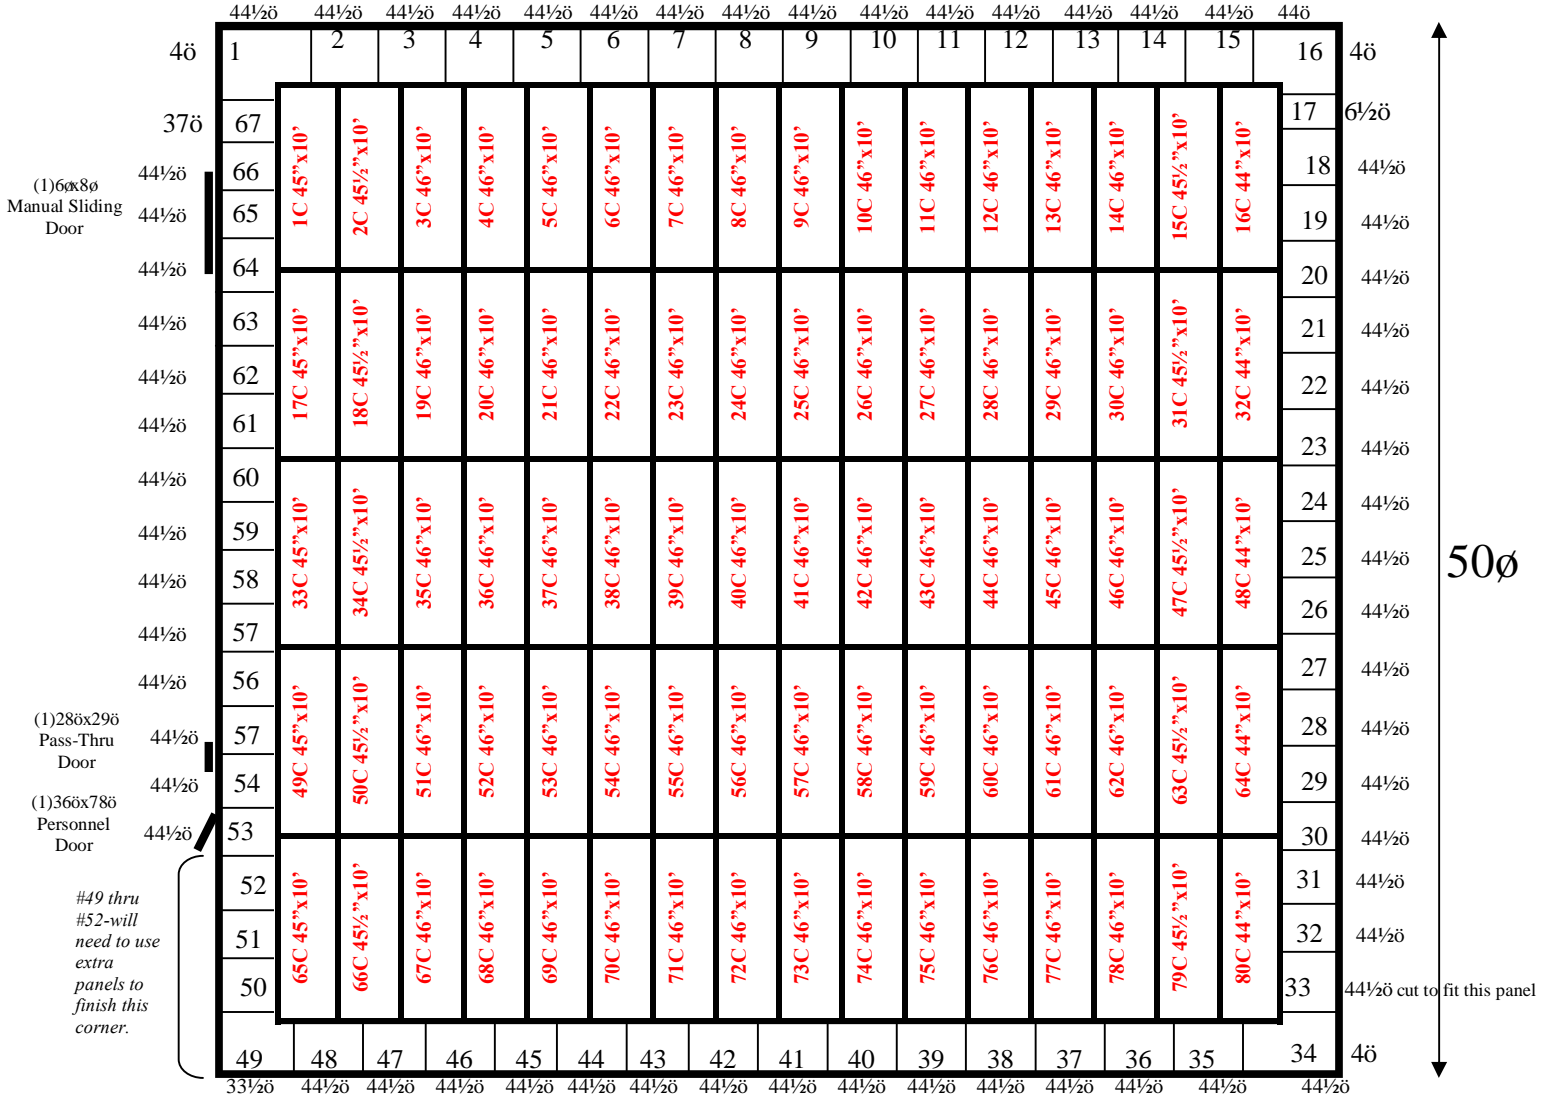 44½ö 44½ö 44½ö 44½ö 44½ö 44½ö 44½ö 44½ö 44½ö 44½ö 44½ö 44½ö 44½ö 44½ö 44½ö 44ö
4ö 1 2 3 4 5 6 7 8 9 10 11 12 13 14 15 16 4ö
37ö 67 17 6½ö
44½ö 66 18 44½ö
(1)6øx8ø
Manual Sliding
Door
44½ö 65 19 44½ö
44½ö 64 20 44½ö
1C 45”x10’
2C 45½”x10’
3C 46”x10’
4C 46”x10’
5C 46”x10’
6C 46”x10’
7C 46”x10’
8C 46”x10’
9C 46”x10’
10C 46”x10’
11C 46”x10’
12C 46”x10’
13C 46”x10’
14C 46”x10’
15C 45½”x10’
16C 44”x10’
44½ö 63 21 44½ö
44½ö 62 22 44½ö
44½ö 61 23 44½ö
17C 45”x10’
18C 45½”x10’
19C 46”x10’
20C 46”x10’
21C 46”x10’
22C 46”x10’
23C 46”x10’
24C 46”x10’
25C 46”x10’
26C 46”x10’
27C 46”x10’
28C 46”x10’
29C 46”x10’
30C 46”x10’
31C 45½”x10’
32C 44”x10’
44½ö 60 24 44½ö
44½ö 59 25 44½ö
50ø
44½ö 58 26 44½ö
44½ö 57
33C 45”x10’
34C 45½”x10’
35C 46”x10’
36C 46”x10’
37C 46”x10’
38C 46”x10’
39C 46”x10’
40C 46”x10’
41C 46”x10’
42C 46”x10’
43C 46”x10’
44C 46”x10’
45C 46”x10’
46C 46”x10’
47C 45½”x10’
48C 44”x10’
44½ö 56 27 44½ö
(1)28öx29ö
Pass-Thru
Door
44½ö 57 28 44½ö
44½ö 54 29 44½ö
(1)36öx78ö
Personnel
Door
44½ö 53 30 44½ö
49C 45”x10’
50C 45½”x10’
51C 46”x10’
52C 46”x10’
53C 46”x10’
54C 46”x10’
55C 46”x10’
56C 46”x10’
57C 46”x10’
58C 46”x10’
59C 46”x10’
60C 46”x10’
61C 46”x10’
62C 46”x10’
63C 45½”x10’
64C 44”x10’
52 31 44½ö
51 32 44½ö
50 33 44½ö cut to fit this panel
#49 thru
#52-will
need to use
extra
panels to
finish this
corner.
65C 45”x10’
66C 45½”x10’
67C 46”x10’
68C 46”x10’
69C 46”x10’
70C 46”x10’
71C 46”x10’
72C 46”x10’
73C 46”x10’
74C 46”x10’
75C 46”x10’
76C 46”x10’
77C 46”x10’
78C 46”x10’
79C 45½”x10’
80C 44”x10’
49 48 47 46 45 44 43 42 41 40 39 38 37 36 35 34 4ö
33½ö 44½ö 44½ö 44½ö 44½ö 44½ö 44½ö 44½ö 44½ö 44½ö 44½ö 44½ö 44½ö 44½ö 44½ö 44½ö